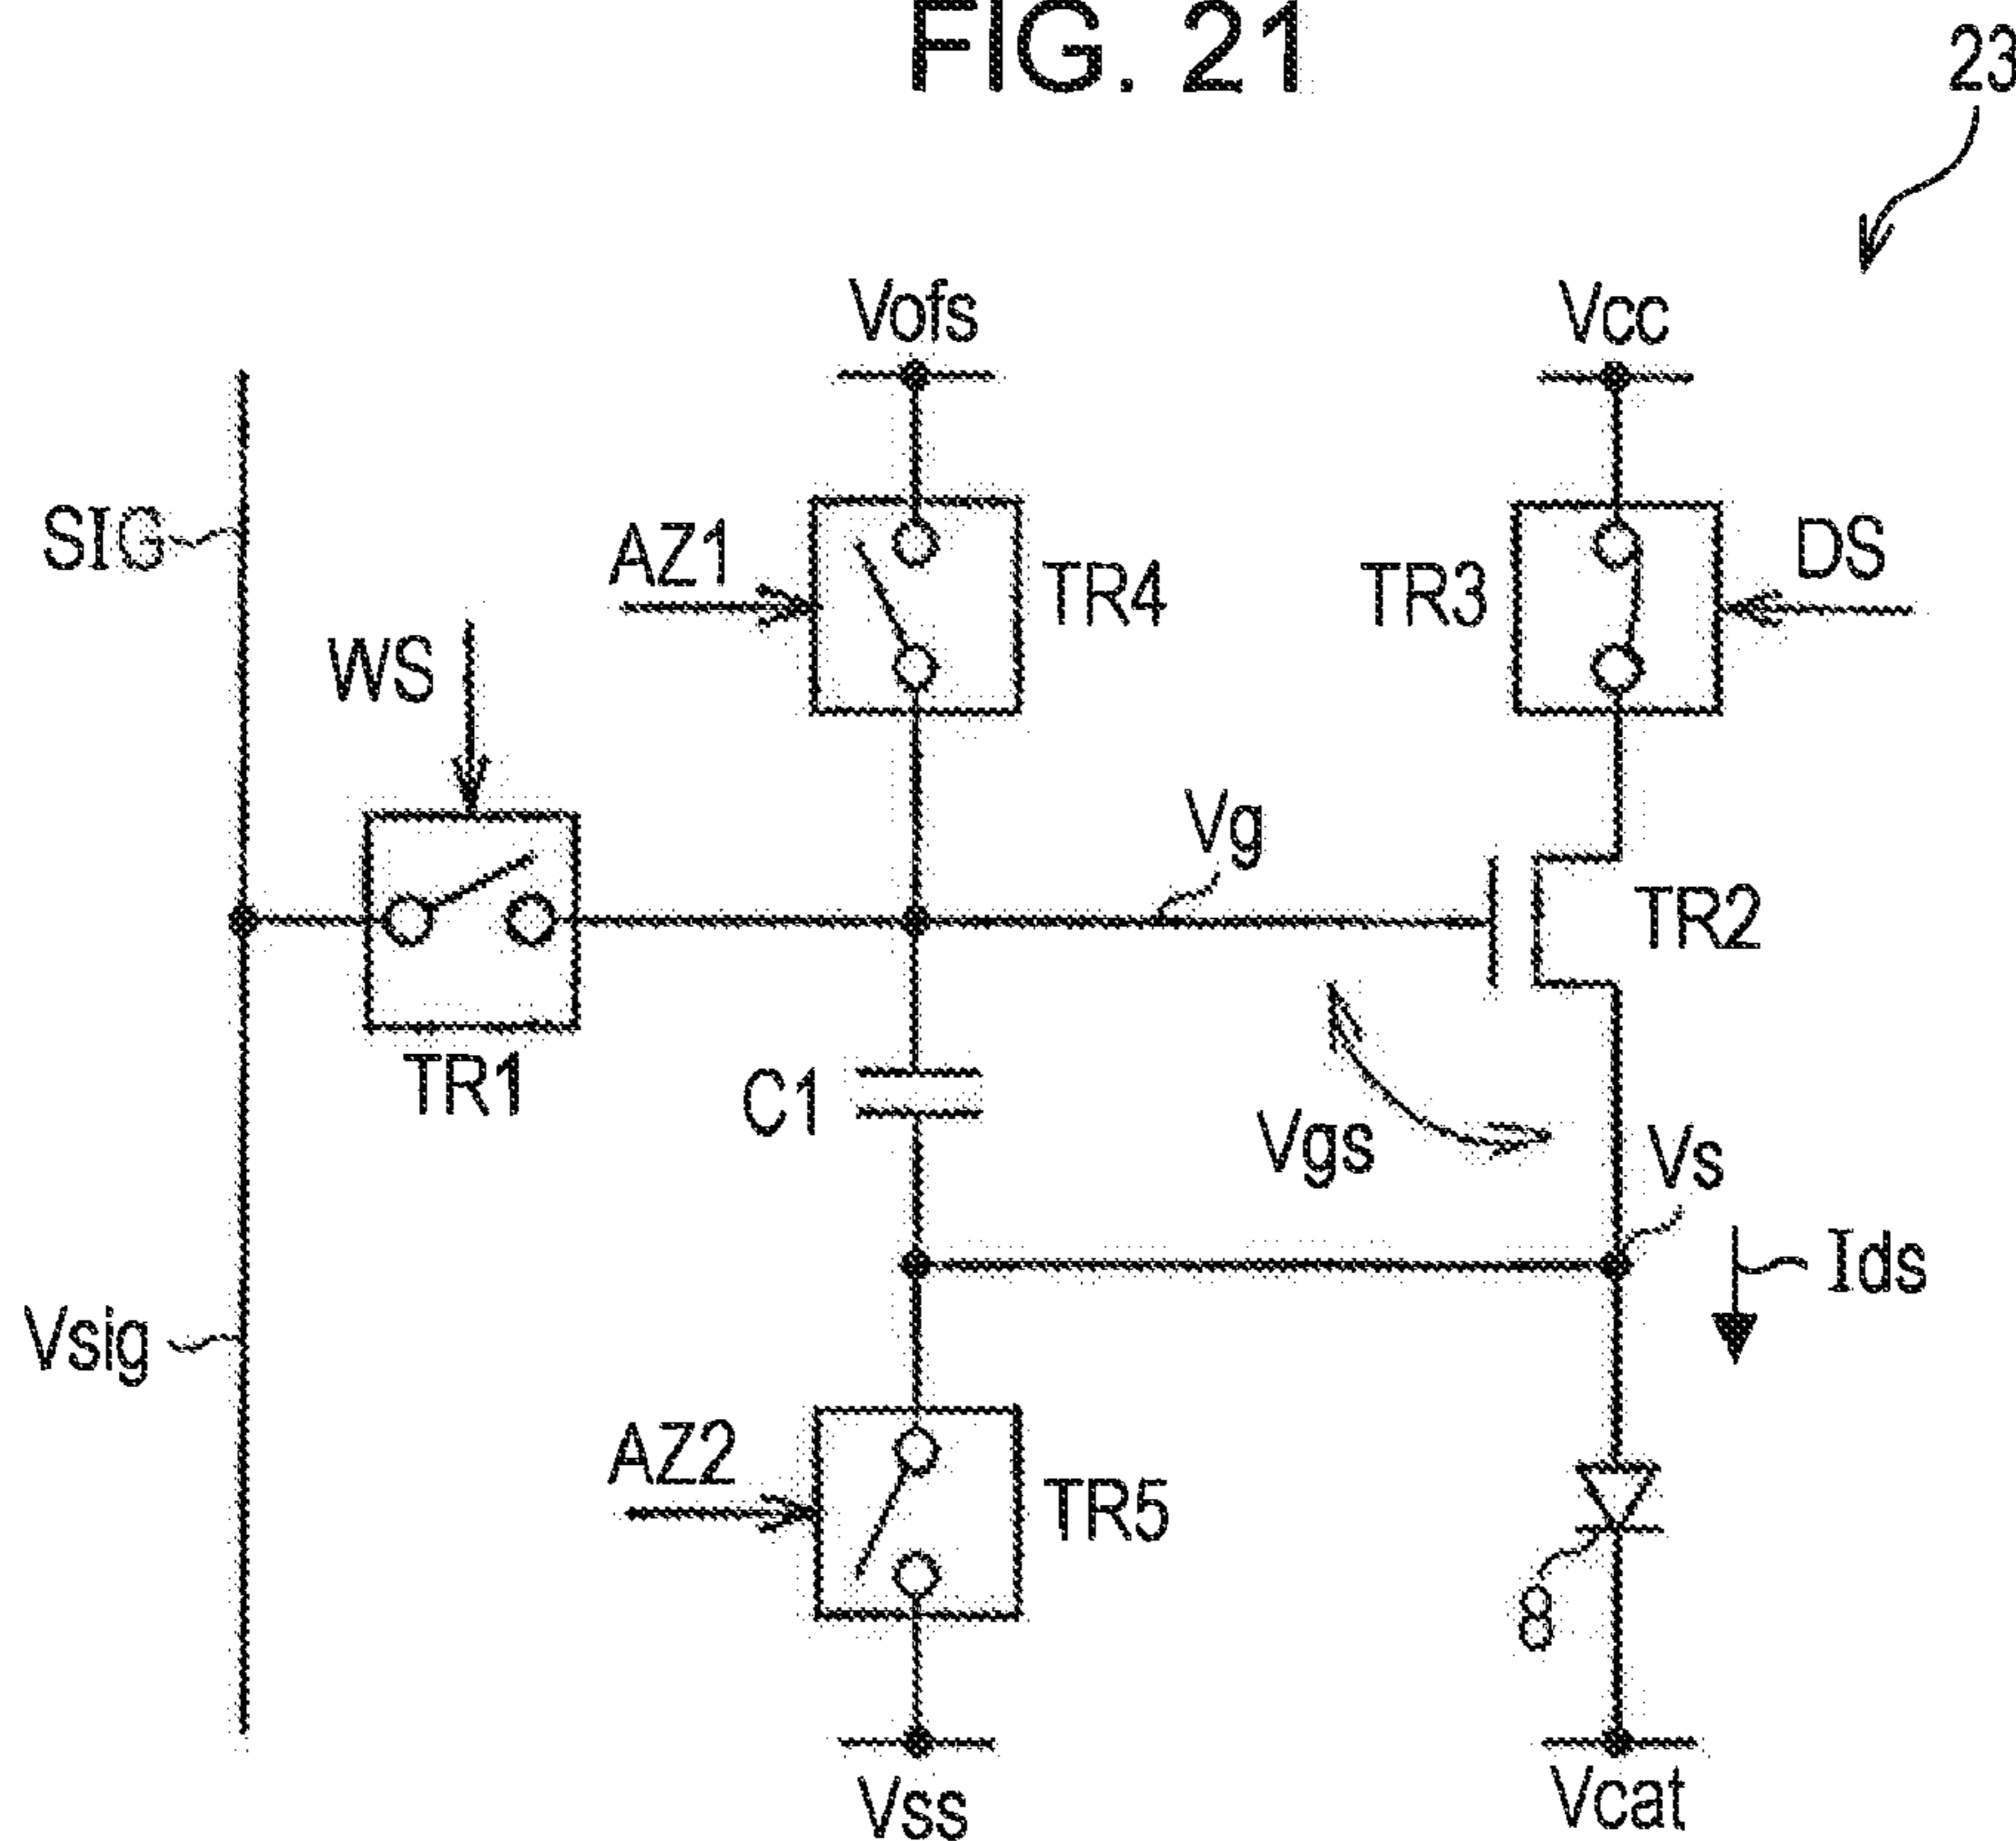 FIG. 21
23
Vofs
Vcc
SIG
AZ1
TR4
TR3
DS
WS
Vg
TR2
TR1
C1
Vgs
Vs
Ids
Vsig
AZ2
TR5
8
Vss
Vcat